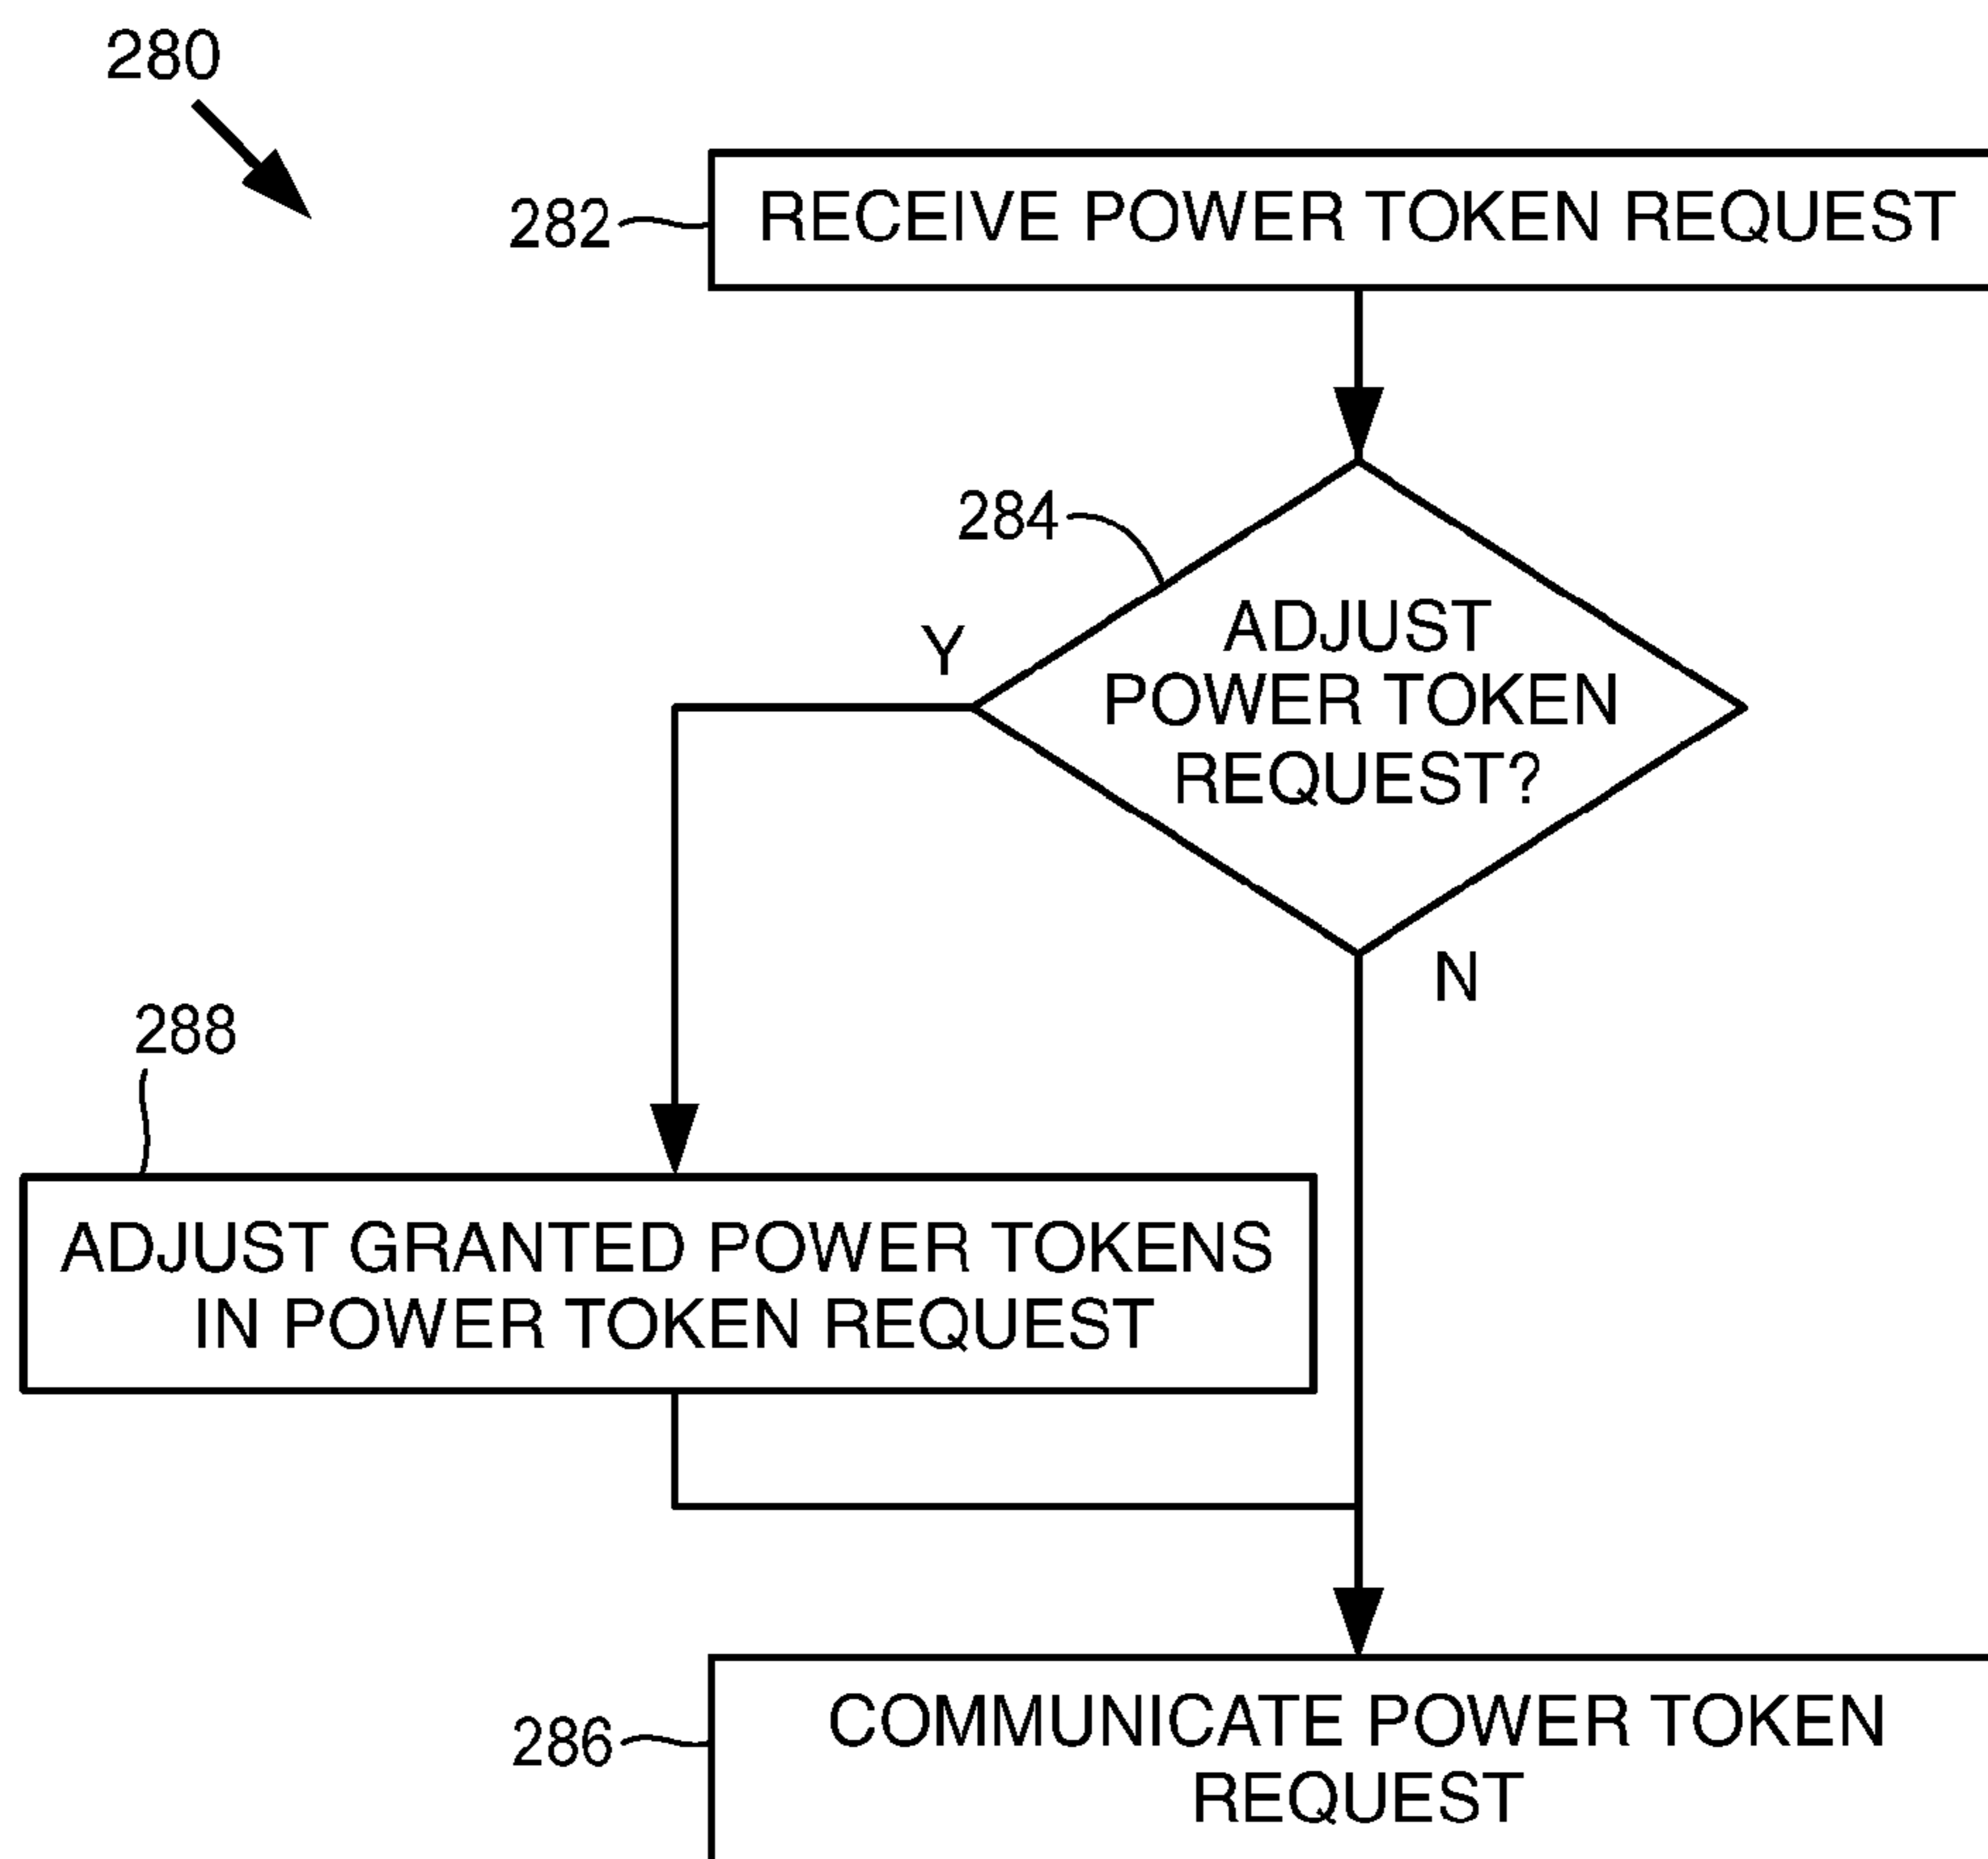 280
282
RECEIVE POWER TOKEN REQUEST
284
ADJUST
POWER TOKEN
REQUEST?
Y
N
288
ADJUST GRANTED POWER TOKENS
IN POWER TOKEN REQUEST
286
COMMUNICATE POWER TOKEN
REQUEST